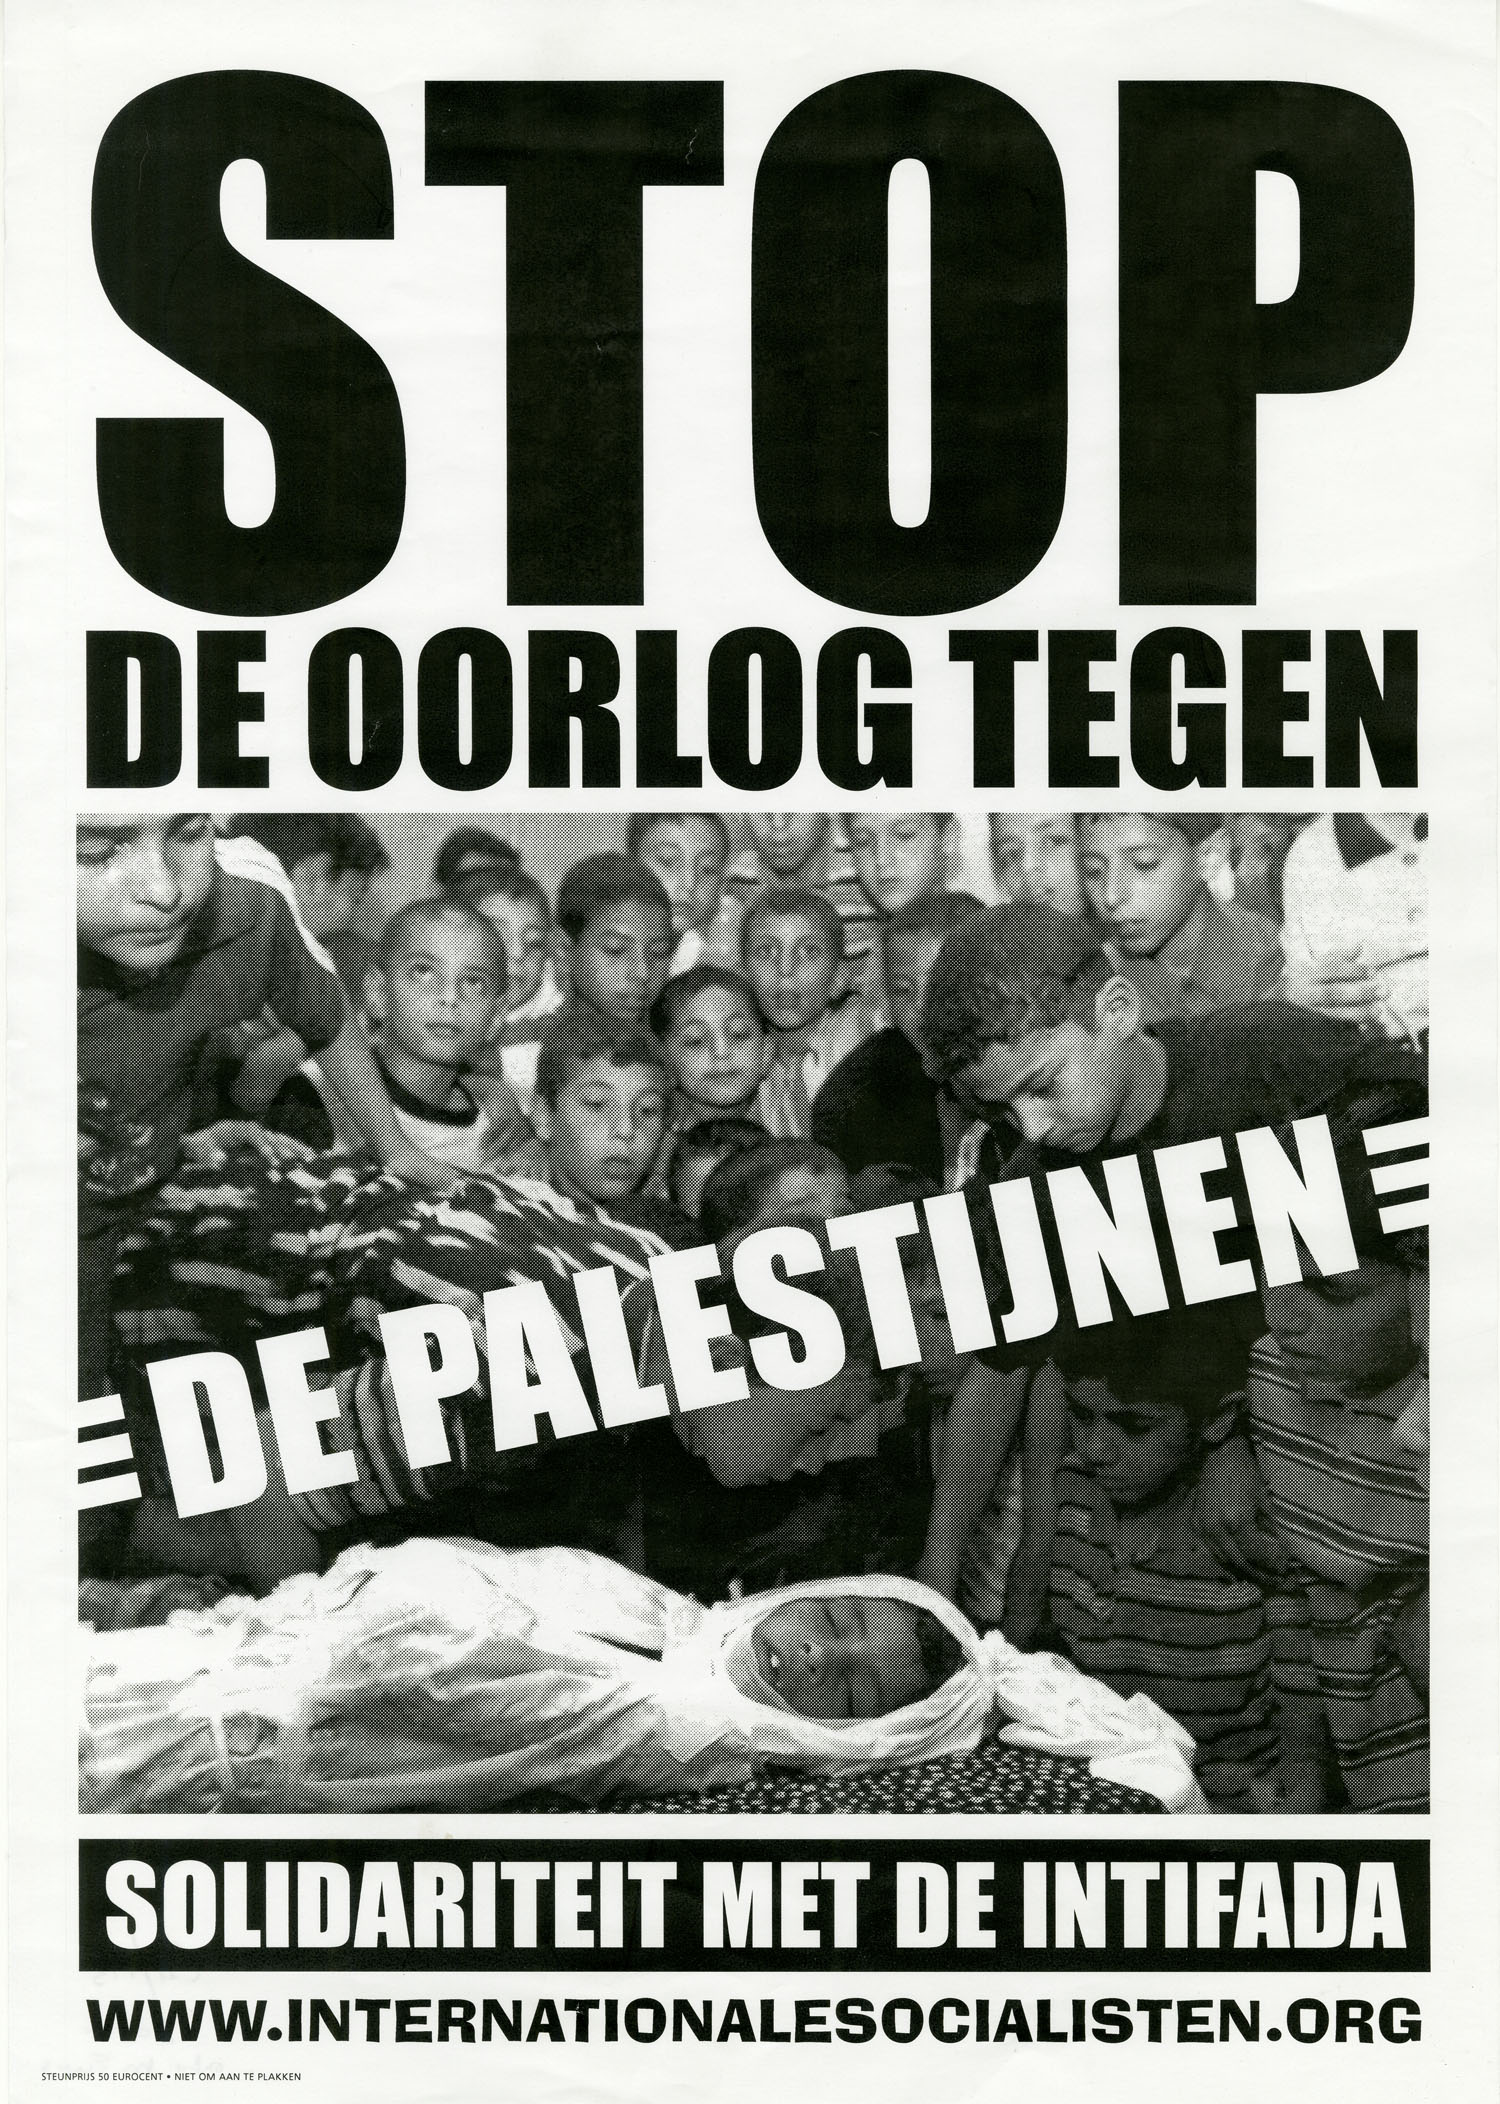 STOP
DE OORLOG TEGEN
DE PALESTIJNEN
SOLIDARITEIT MET DE INTIFADA
WWW.INTERNATIONALESOCIALISTEN.ORG
STEUNPRIJS 50 EUROCENT • NIET OM AAN TE PLAKKEN